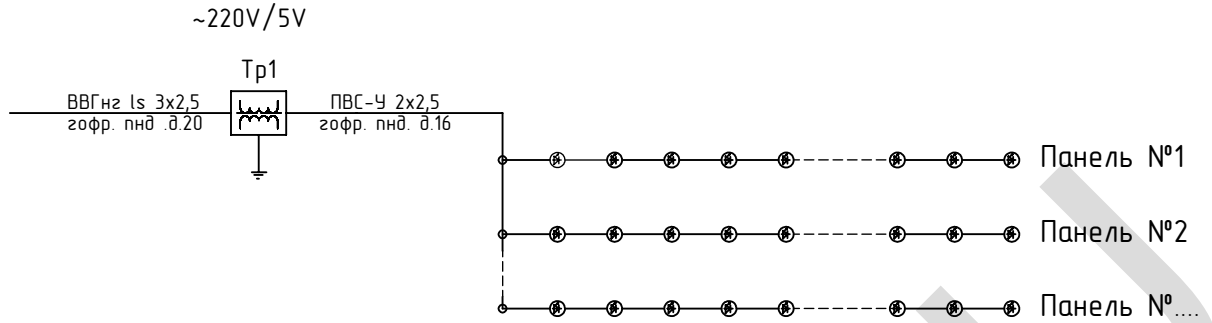 ~220V/5V
Тр1
ВВГнг ls 3х2,5
гофр. пнд .д.20
ПВС-У 2х2,5
гофр. пнд. д.16
Панель №1
Панель №2
Панель №....